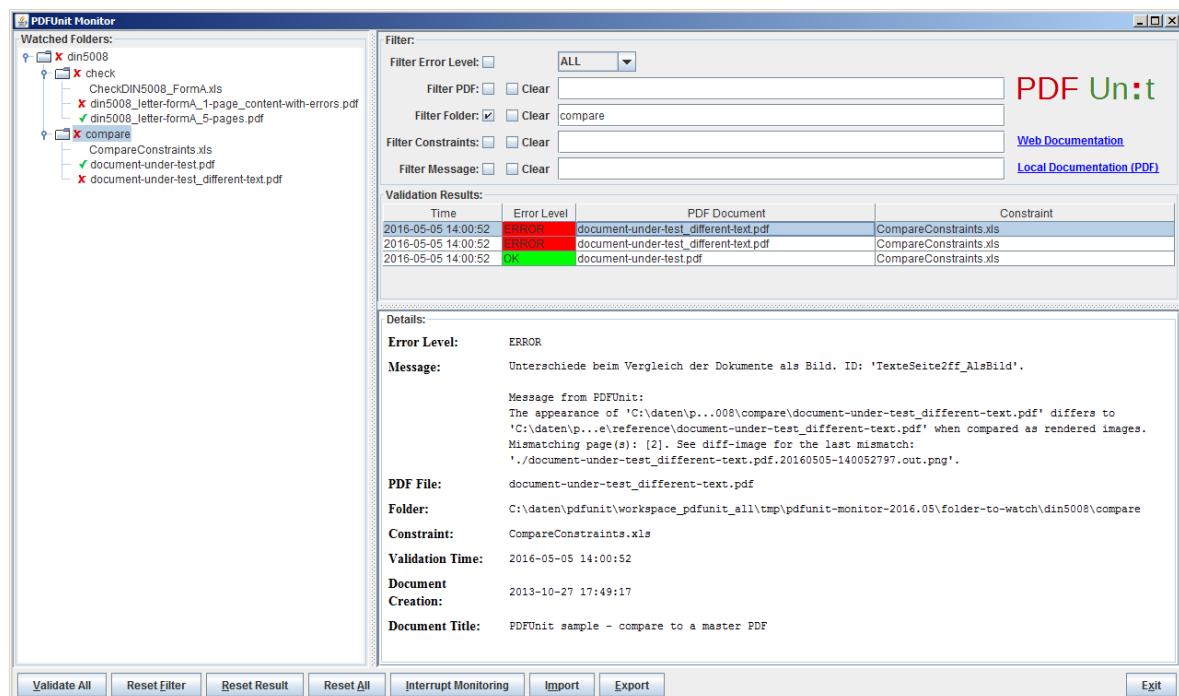 PDFUnit Monitor
Watched Folders:
din5008
check
CheckDIN5008_FormA.xls
din5008_letter-formA_1-page_content-with-errors.pdf
din5008_letter-formA_5-pages.pdf
compare
CompareConstraints.xls
document-under-test.pdf
document-under-test_different-text.pdf
Filter:
Filter Error Level: ALL
Filter PDF: Clear
Filter Folder: Clear compare
Filter Constraints: Clear
Filter Message: Clear
PDF Un:t
Web Documentation
Local Documentation (PDF)
Validation Results:
Time Error Level PDF Document Constraint
2016-05-05 14:00:52 ERROR document-under-test_different-text.pdf CompareConstraints.xls
2016-05-05 14:00:52 ERROR document-under-test_different-text.pdf CompareConstraints.xls
2016-05-05 14:00:52 OK document-under-test.pdf CompareConstraints.xls
Details:
Error Level: ERROR
Message: Unterschiede beim Vergleich der Dokumente als Bild. ID: 'TexteSeite2ff_AlsBild'.
Message from PDFUnit:
The appearance of 'C:\daten\p...008\compare\document-under-test_different-text.pdf' differs to
'C:\daten\p...e\reference\document-under-test_different-text.pdf' when compared as rendered images.
Mismatching page(s): [2]. See diff-image for the last mismatch:
'./document-under-test_different-text.pdf.20160505-140052797.out.png'.
PDF File: document-under-test_different-text.pdf
Folder: C:\daten\pdfunit\workspace_pdfunit_all\tmp\pdfunit-monitor-2016.05\folder-to-watch\din5008\compare
Constraint: CompareConstraints.xls
Validation Time: 2016-05-05 14:00:52
Document
Creation: 2013-10-27 17:49:17
Document Title: PDFUnit sample - compare to a master PDF
Validate All Reset Filter Reset Result Reset All Interrupt Monitoring Import Export Exit